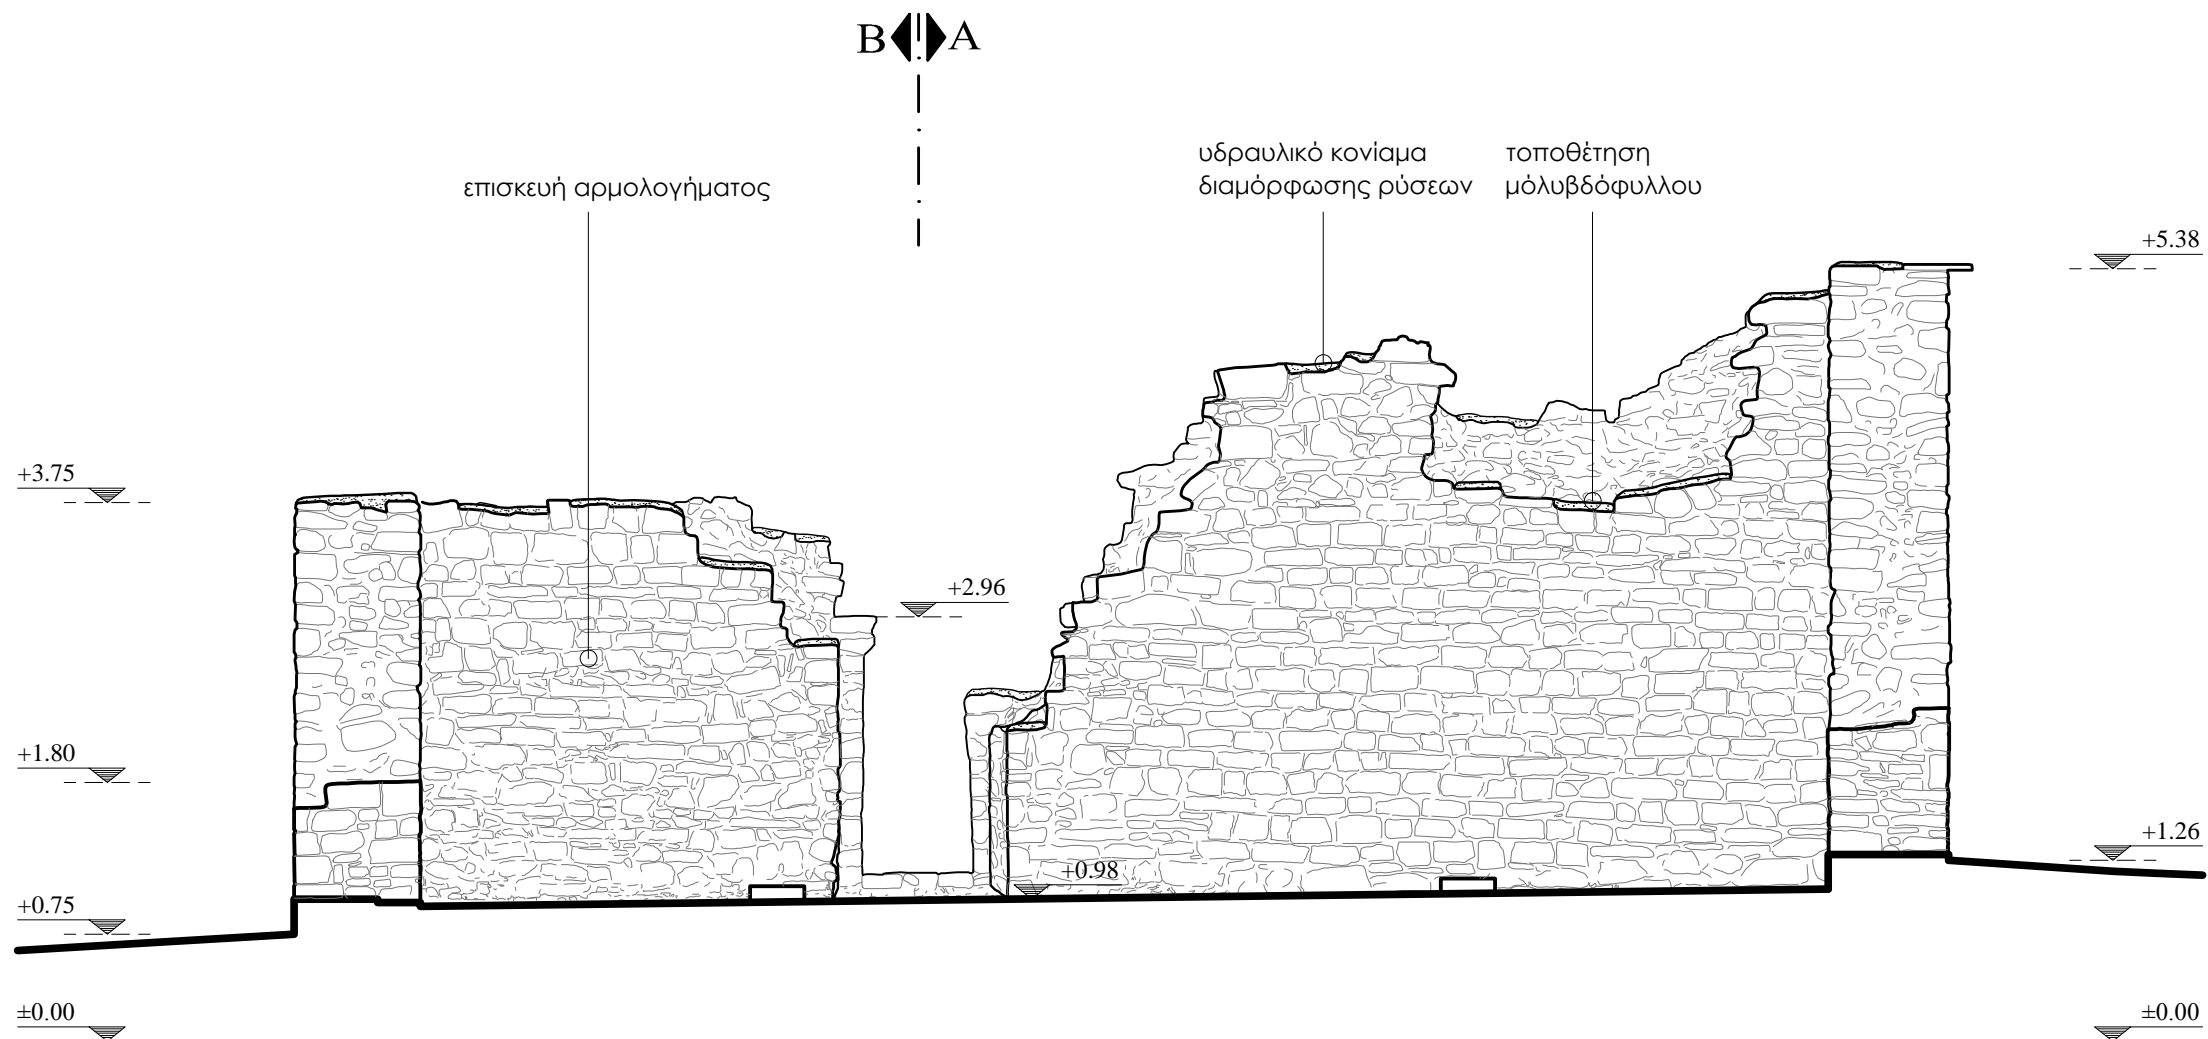 B A
υδραυλικό κονίαμα
διαμόρφωσης ρύσεων
τοποθέτηση
μόλυβδόφυλλου
επισκευή αρμολογήματος
+5.38
+3.75
+2.96
+1.80
+1.26
+0.98
+0.75
±0.00
±0.00